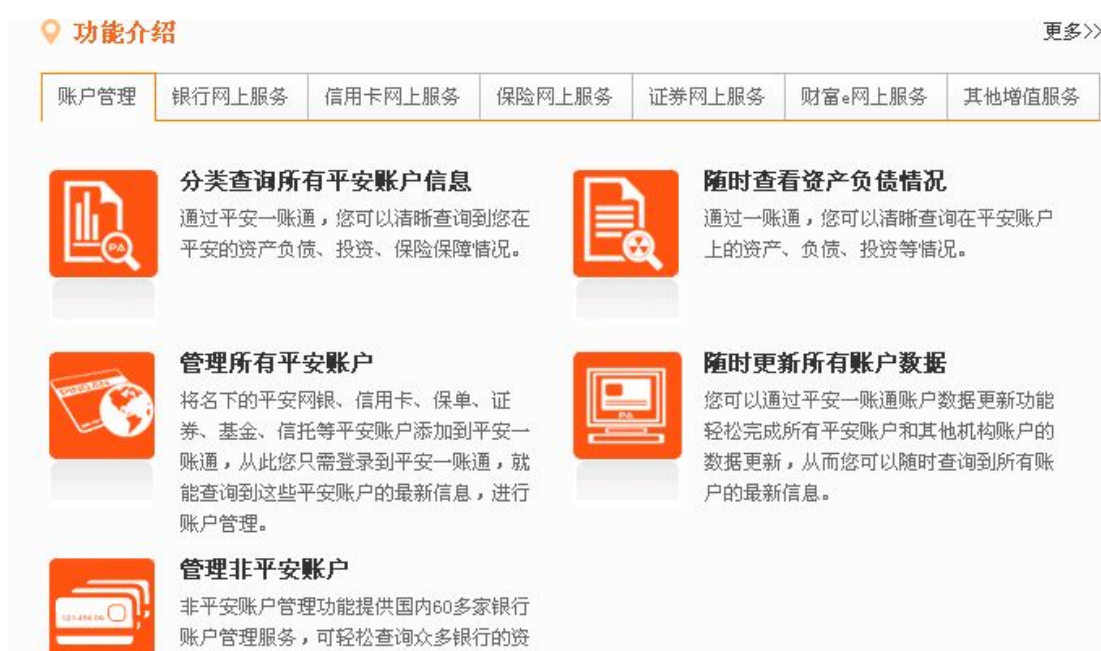 功能介绍
更多>>
账户管理
银行网上服务
信用卡网上服务
保险网上服务
证券网上服务
财富e网上服务
其他增值服务
分类查询所有平安账户信息
通过平安一账通，您可以清晰查询到您在
平安的资产负债、投资、保险保障情况。
随时查看资产负债情况
通过一账通，您可以清晰查询在平安账户
上的资产、负债、投资等情况。
管理所有平安账户
将名下的平安网银、信用卡、保单、证
券、基金、信托等平安账户添加到平安一
账通，从此您只需登录到平安一账通，就
能查询到这些平安账户的最新信息，进行
账户管理。
随时更新所有账户数据
您可以通过平安一账通账户数据更新功能
轻松完成所有平安账户和其他机构账户的
数据更新，从而您可以随时查询到所有账
户的最新信息。
管理非平安账户
非平安账户管理功能提供国内60多家银行
账户管理服务，可轻松查询众多银行的资
PA
PINGAN
PA